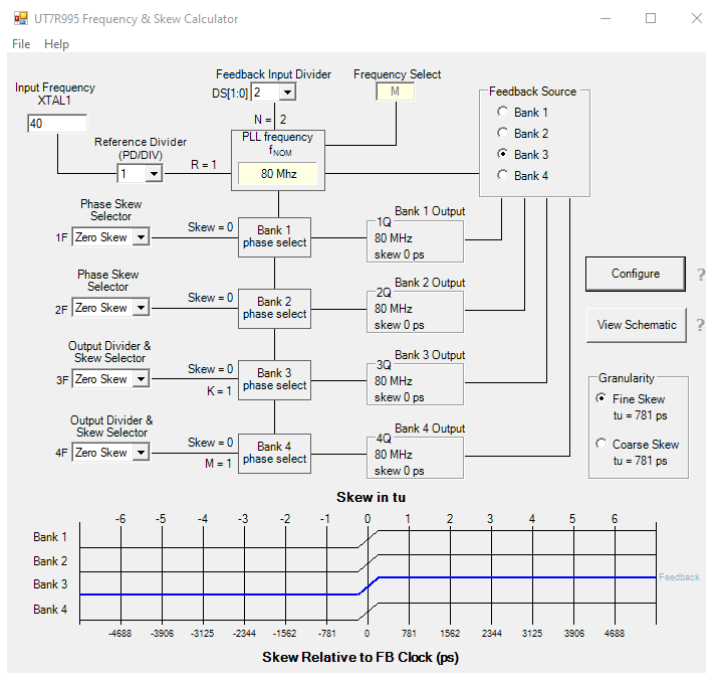 UT7R995 Frequency & Skew Calculator
File Help
Feedback Input Divider
DS[1:0] 2
Frequency Select
M
Input Frequency
XTAL1
40
Feedback Source
Bank 1
Bank 2
Bank 3
Bank 4
N = 2
Reference Divider
(PD/DIV)
1
R = 1
PLL frequency
fNOM
80 Mhz
Phase Skew
Selector
1F Zero Skew
Skew = 0
Bank 1
phase select
Bank 1 Output
1Q
80 MHz
skew 0 ps
Phase Skew
Selector
2F Zero Skew
Skew = 0
Bank 2
phase select
Bank 2 Output
2Q
80 MHz
skew 0 ps
Configure ?
View Schematic ?
Output Divider &
Skew Selector
3F Zero Skew
Skew = 0
K = 1
Bank 3
phase select
Bank 3 Output
3Q
80 MHz
skew 0 ps
Granularity
Fine Skew
tu = 781 ps
Coarse Skew
tu = 781 ps
Output Divider &
Skew Selector
4F Zero Skew
Skew = 0
M = 1
Bank 4
phase select
Bank 4 Output
4Q
80 MHz
skew 0 ps
Skew in tu
-6 -5 -4 -3 -2 -1 0 1 2 3 4 5 6
Bank 1
Bank 2
Bank 3
Feedback
Bank 4
-4688 -3906 -3125 -2344 -1562 -781 0 781 1562 2344 3125 3906 4688
Skew Relative to FB Clock (ps)